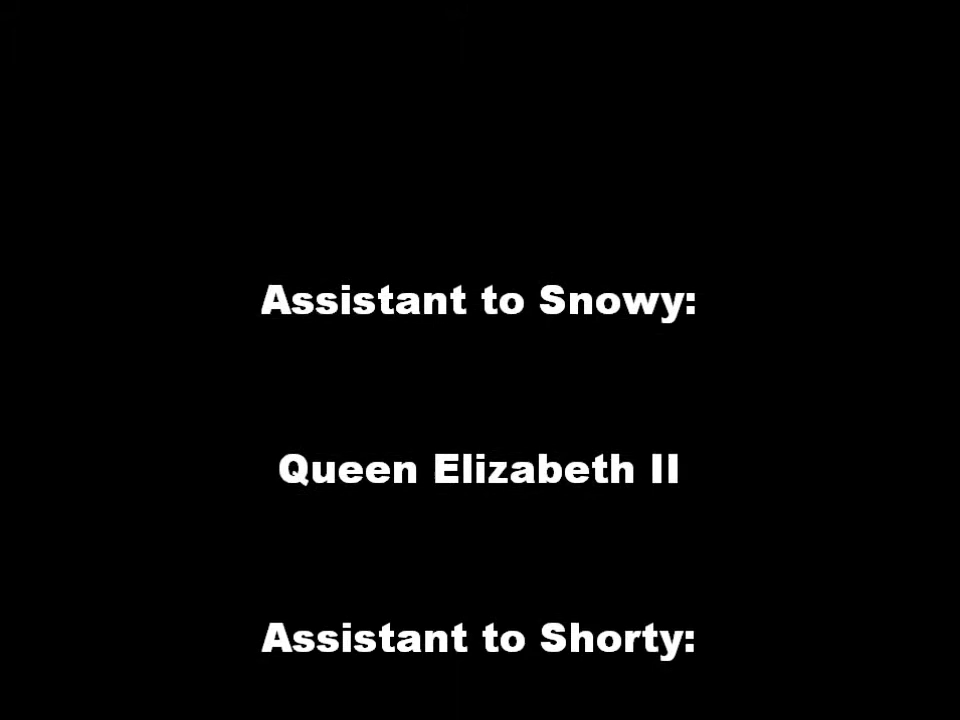 Assistant to Snowy:
Queen Elizabeth II
Assistant to Shorty: